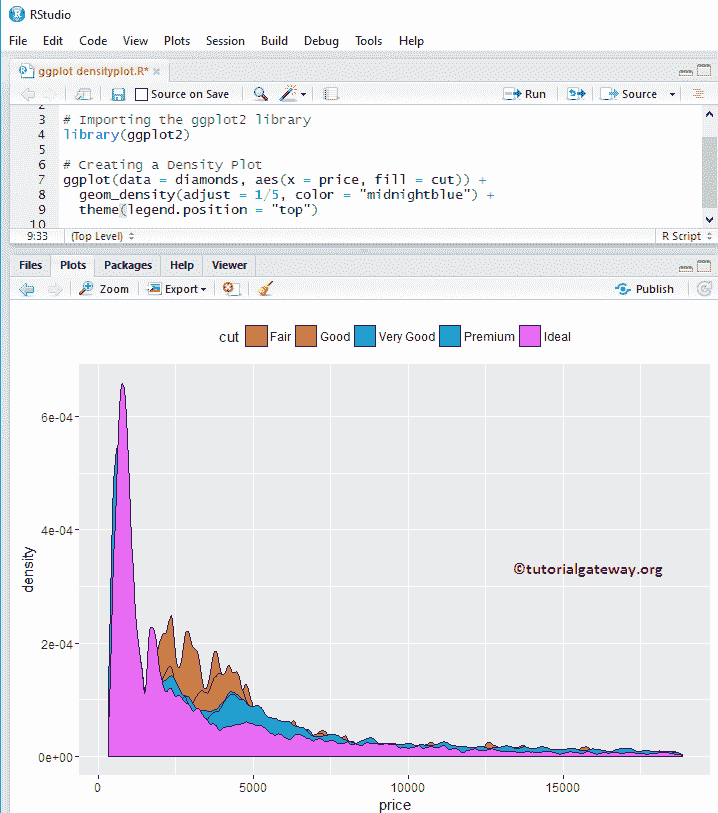 RStudio
File Edit Code View Plots Session Build Debug Tools Help
ggplot densityplot.R*
Source on Save Run Source
2
3 # Importing the ggplot2 library
4 library(ggplot2)
5
6 # Creating a Density Plot
7 ggplot(data = diamonds, aes(x = price, fill = cut)) +
8 geom_density(adjust = 1/5, color = "midnightblue") +
9 theme(legend.position = "top")
10
9:33 (Top Level) R Script
Files Plots Packages Help Viewer
Zoom Export Publish
cut Fair Good Very Good Premium Ideal
6e-04
4e-04
©tutorialgateway.org
density
2e-04
0e+00
0 5000 10000 15000
price